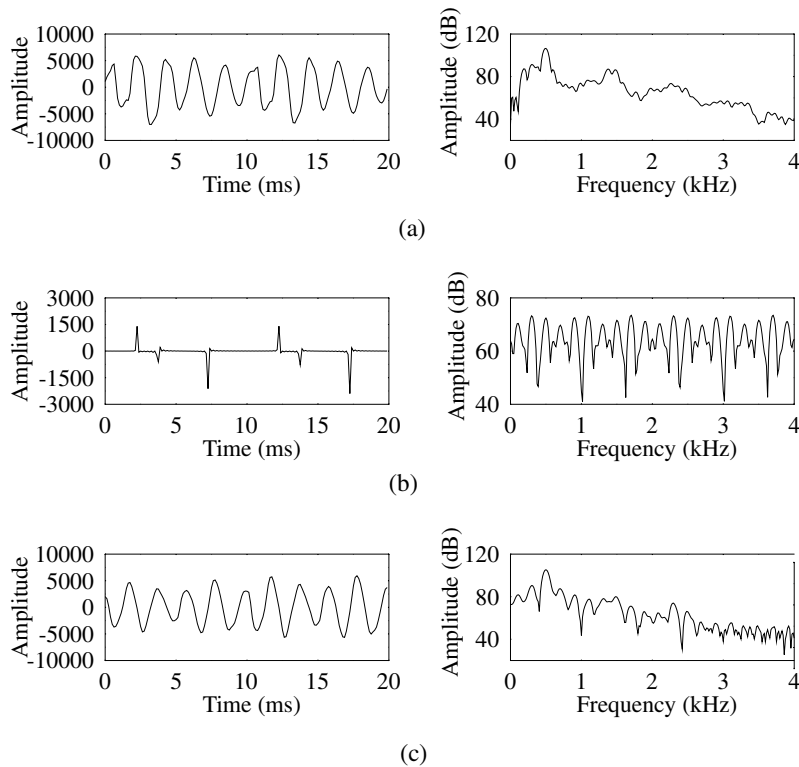 Amplitude
10000
5000
0
-5000
-10000
0 5 10 15 20
Time (ms)
Amplitude (dB)
120
80
40
0 1 2 3 4
Frequency (kHz)
(a)
Amplitude
3000
1500
0
-1500
-3000
0 5 10 15 20
Time (ms)
Amplitude (dB)
80
60
40
0 1 2 3 4
Frequency (kHz)
(b)
Amplitude
10000
5000
0
-5000
-10000
0 5 10 15 20
Time (ms)
Amplitude (dB)
120
80
40
0 1 2 3 4
Frequency (kHz)
(c)